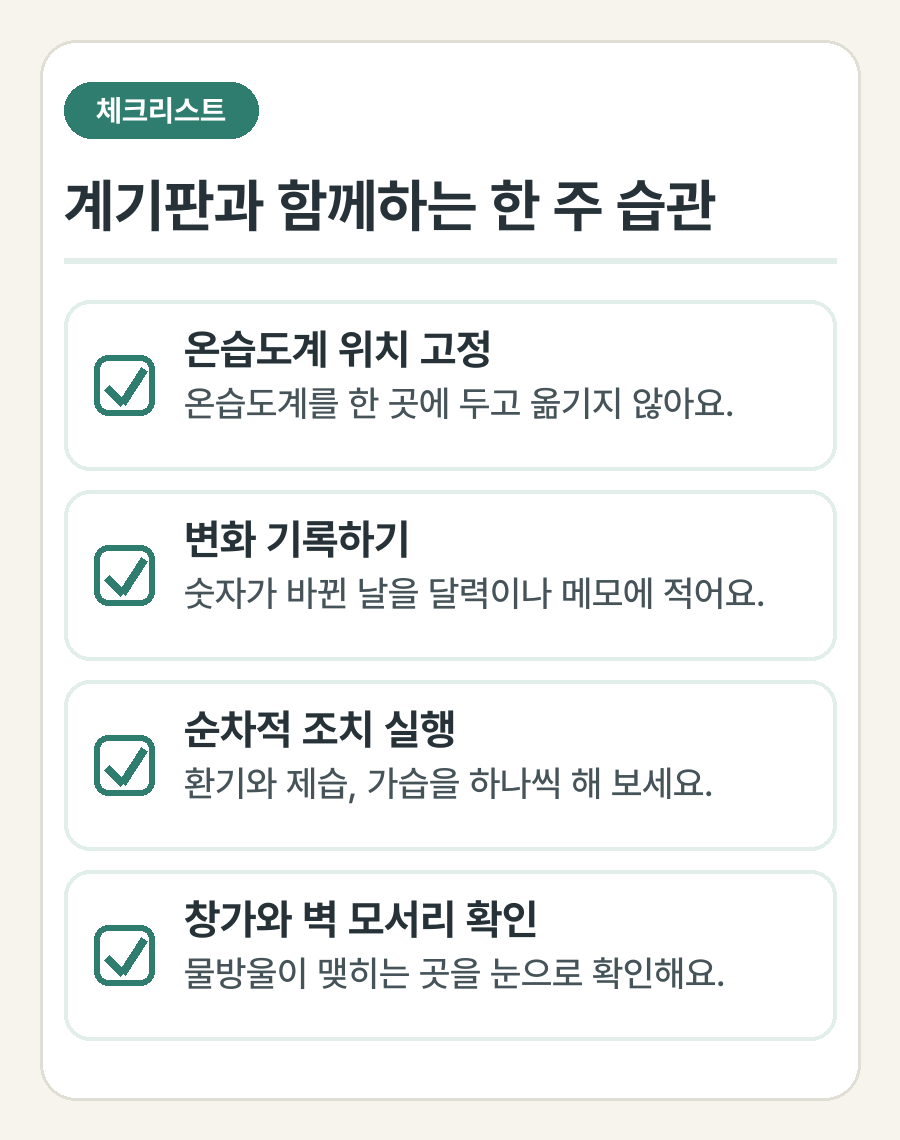 체크리스트
계기판과 함께하는 한 주 습관
온습도계 위치 고정
온습도계를 한 곳에 두고 옮기지 않아요.
변화 기록하기
숫자가 바뀐 날을 달력이나 메모에 적어요.
순차적 조치 실행
환기와 제습, 가습을 하나씩 해 보세요.
창가와 벽 모서리 확인
물방울이 맺히는 곳을 눈으로 확인해요.